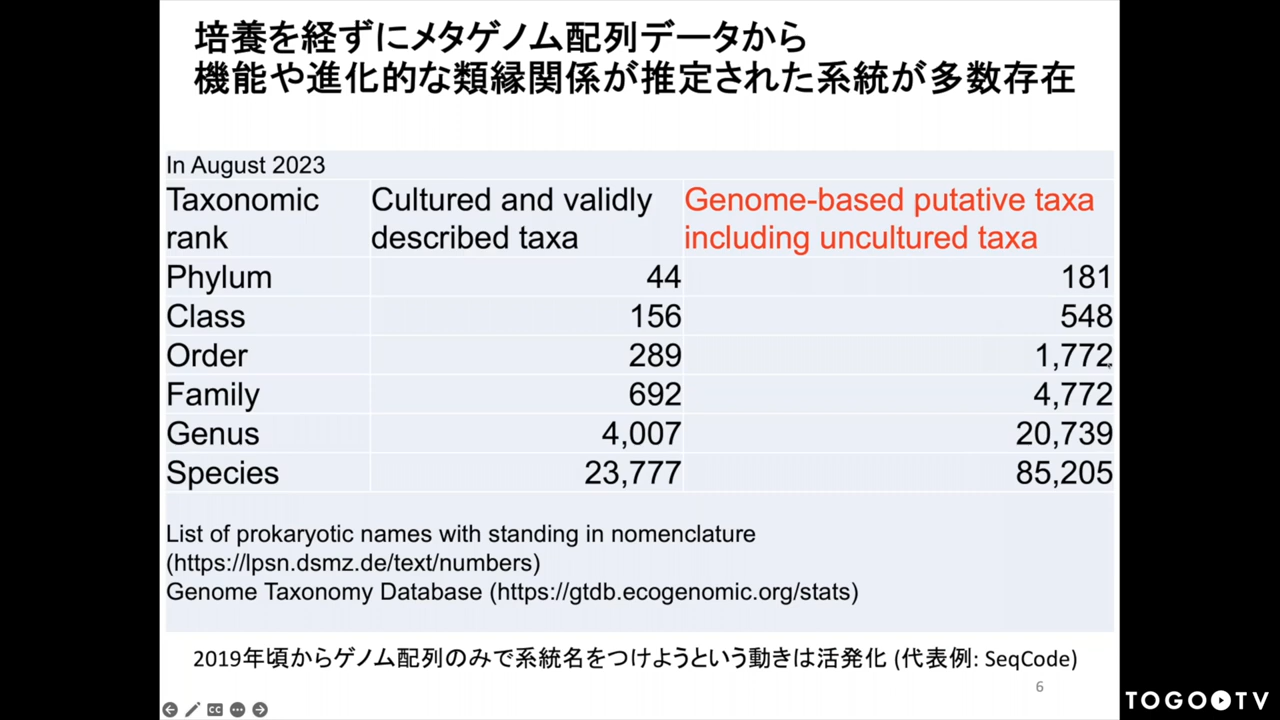 培養を経ずにメタゲノム配列データから
機能や進化的な類縁関係が推定された系統が多数存在
In August 2023
Taxonomic rank Cultured and validly described taxa Genome-based putative taxa including uncultured taxa
Phylum 44 181
Class 156 548
Order 289 1,772
Family 692 4,772
Genus 4,007 20,739
Species 23,777 85,205
List of prokaryotic names with standing in nomenclature
(https://lpsn.dsmz.de/text/numbers)
Genome Taxonomy Database (https://gtdb.ecogenomic.org/stats)
2019年頃からゲノム配列のみで系統名をつけようという動きは活発化 (代表例: SeqCode)
6
CC
TOGO TV